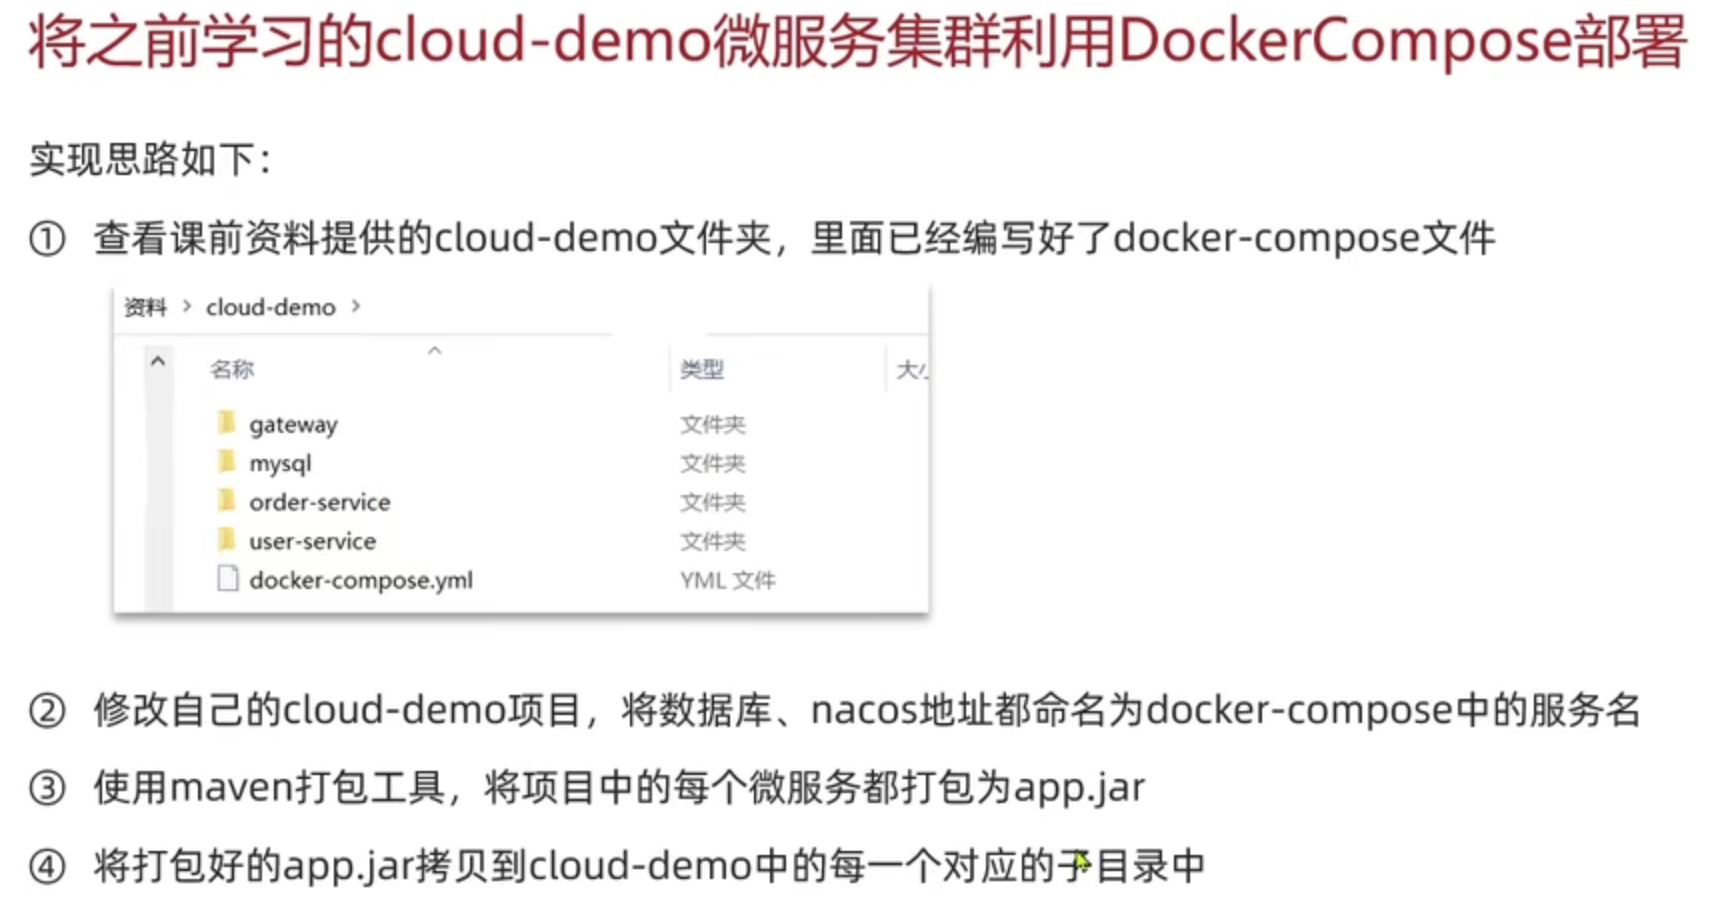 将之前学习的cloud-demo微服务集群利用DockerCompose部署
实现思路如下：
① 查看课前资料提供的cloud-demo文件夹，里面已经编写好了docker-compose文件
资料 > cloud-demo >
名称 类型 大小
gateway 文件夹
mysql 文件夹
order-service 文件夹
user-service 文件夹
docker-compose.yml YML 文件
② 修改自己的cloud-demo项目，将数据库、nacos地址都命名为docker-compose中的服务名
③ 使用maven打包工具，将项目中的每个微服务都打包为app.jar
④ 将打包好的app.jar拷贝到cloud-demo中的每一个对应的子目录中